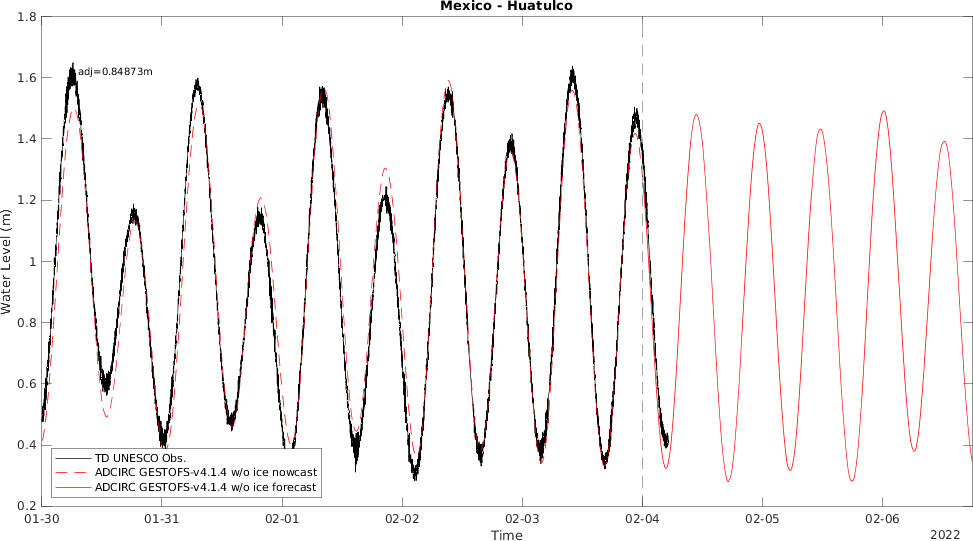 Mexico - Huatulco
1.8
1.6
1.4
1.2
1
0.8
0.6
0.4
0.2
Water Level (m)
adj=0.84873m
TD UNESCO Obs.
ADCIRC GESTOFS-v4.1.4 w/o ice nowcast
ADCIRC GESTOFS-v4.1.4 w/o ice forecast
01-30 01-31 02-01 02-02 02-03 02-04 02-05 02-06
Time
2022